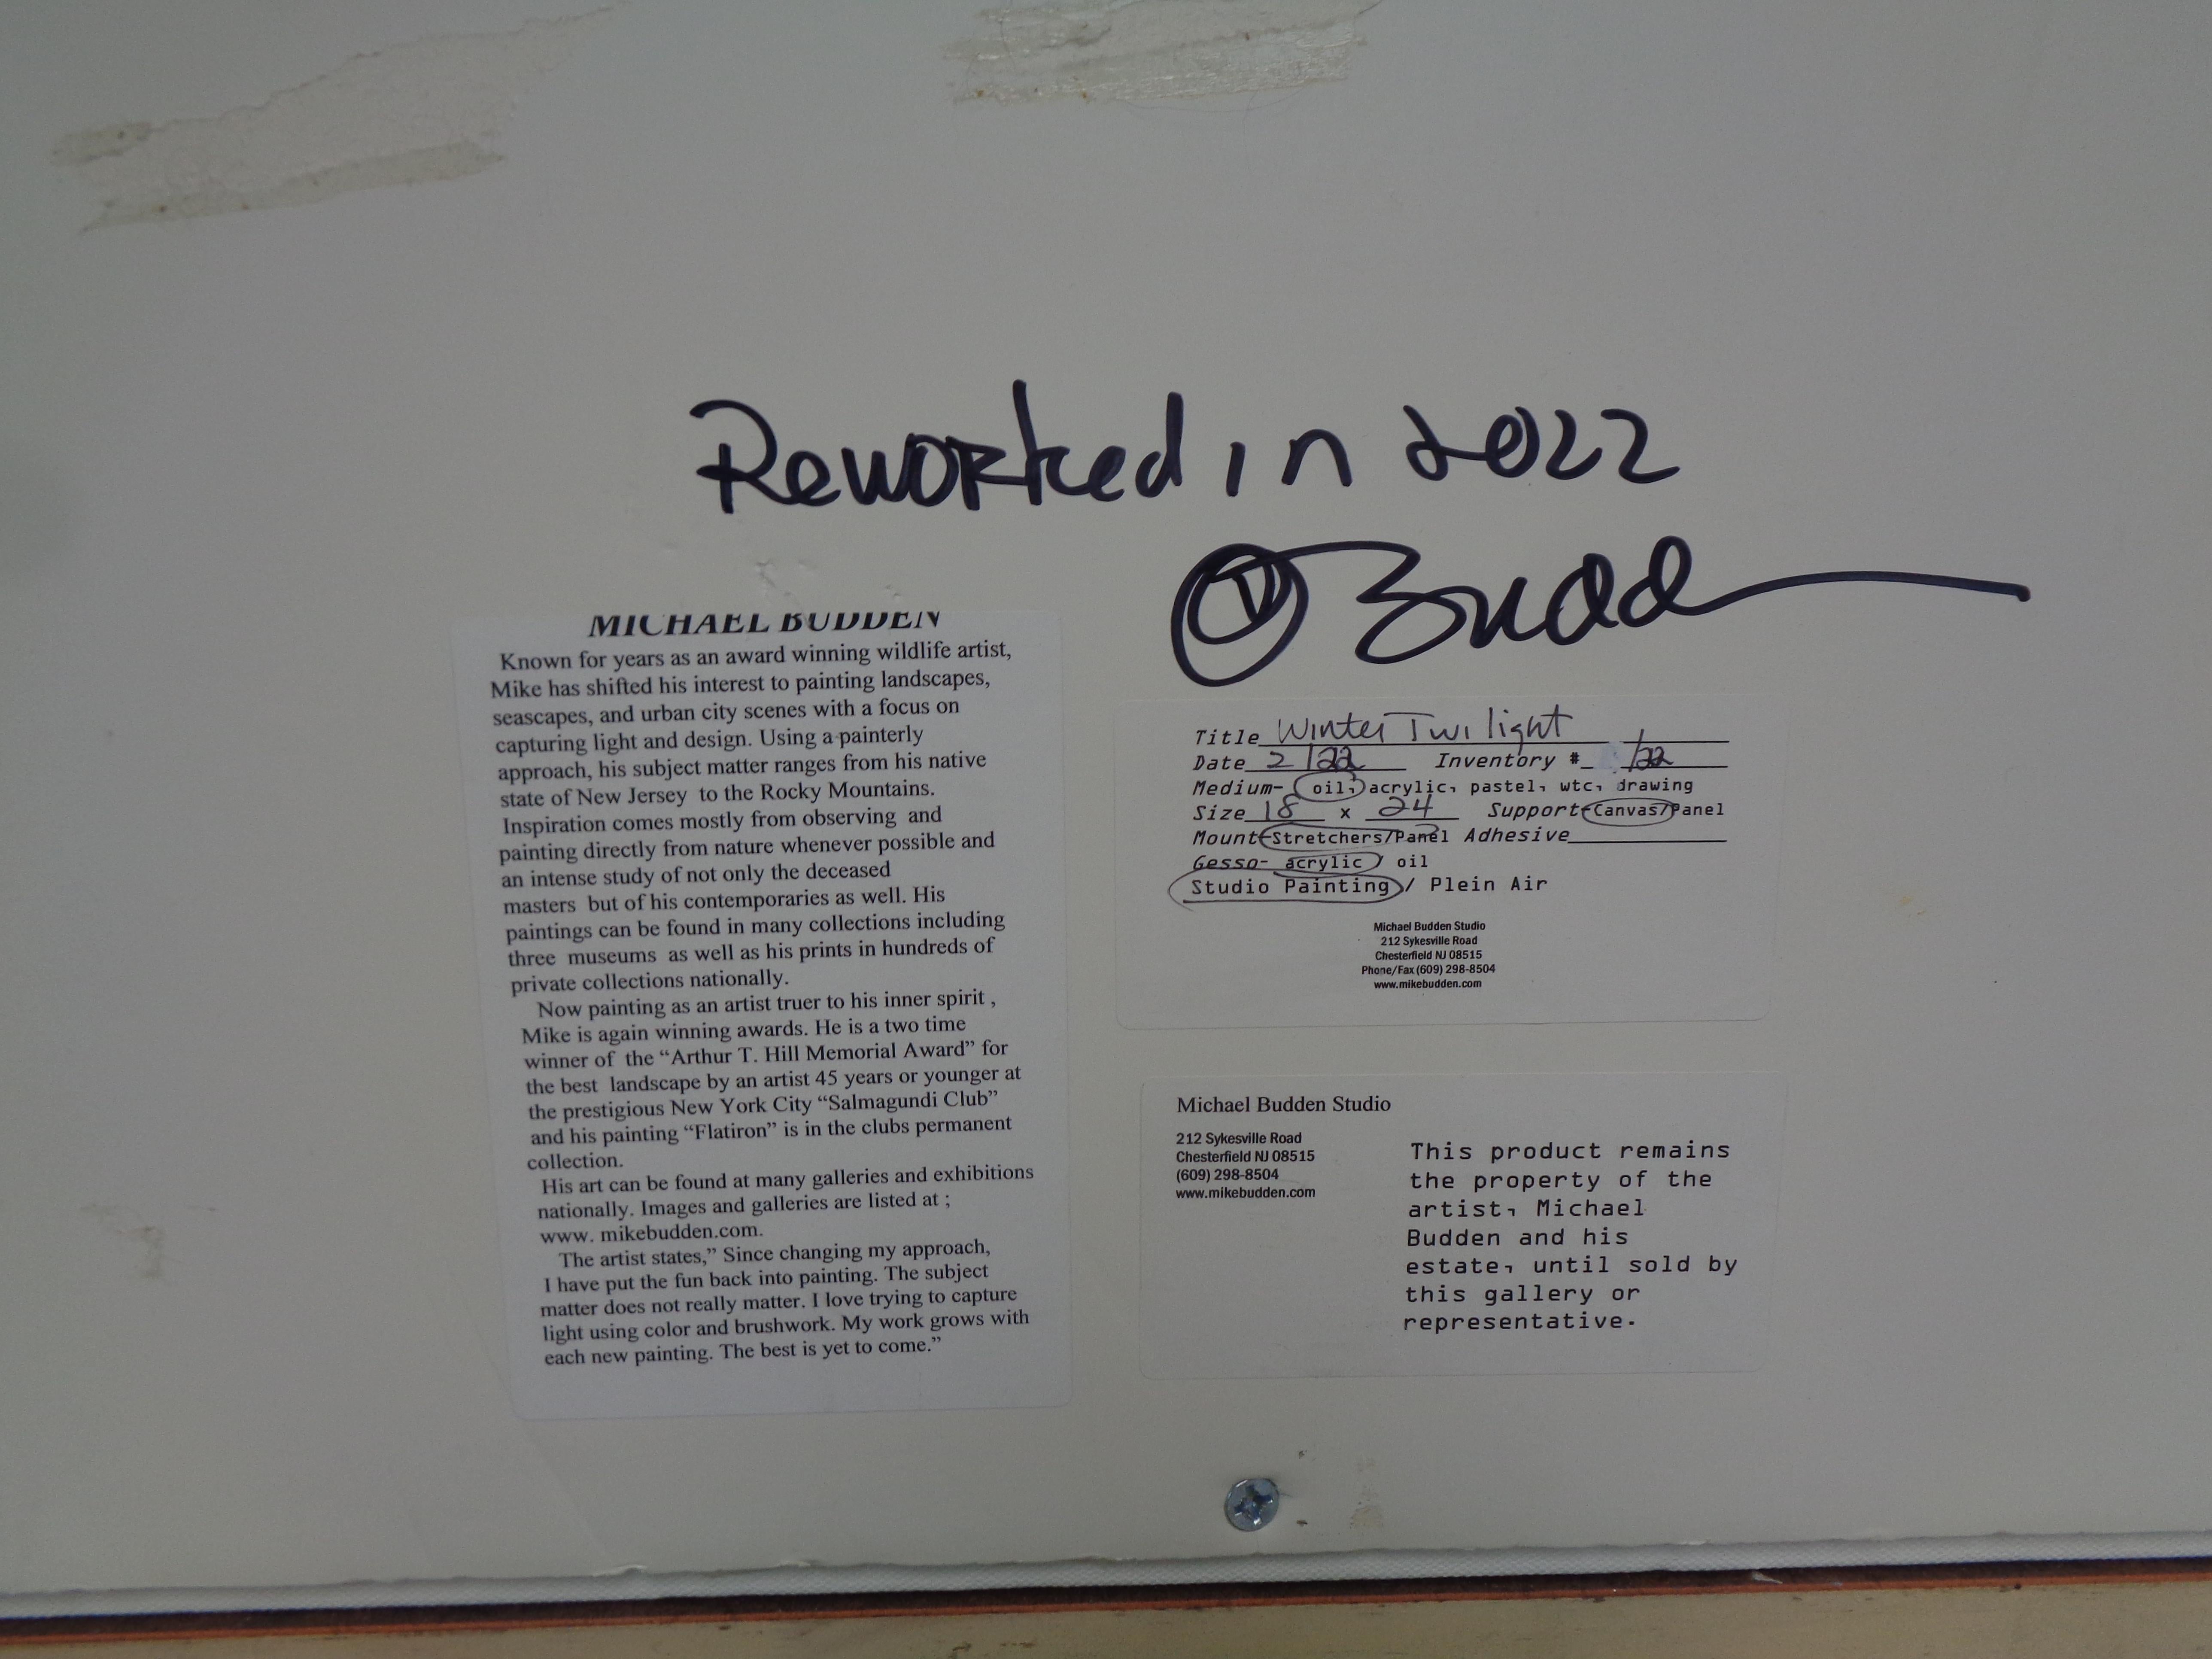 Reworked in 2022
Budd
MICHAEL BUDDEN
Known for years as an award winning wildlife artist,
Mike has shifted his interest to painting landscapes,
seascapes, and urban city scenes with a focus on
capturing light and design. Using a painterly
approach, his subject matter ranges from his native
state of New Jersey to the Rocky Mountains.
Inspiration comes mostly from observing and
painting directly from nature whenever possible and
an intense study of not only the deceased
masters but of his contemporaries as well. His
paintings can be found in many collections including
three museums as well as his prints in hundreds of
private collections nationally.
Now painting as an artist truer to his inner spirit ,
Mike is again winning awards. He is a two time
winner of the “Arthur T. Hill Memorial Award” for
the best landscape by an artist 45 years or younger at
the prestigious New York City “Salmagundi Club”
and his painting “Flatiron” is in the clubs permanent
collection.
His art can be found at many galleries and exhibitions
nationally. Images and galleries are listed at ;
www. mikebudden.com.
The artist states,” Since changing my approach,
I have put the fun back into painting. The subject
matter does not really matter. I love trying to capture
light using color and brushwork. My work grows with
each new painting. The best is yet to come.”
Title Winter Twilight
Date 2/22 Inventory # /22
Medium- oil, acrylic, pastel, wtc, drawing
Size 18 x 24 Support-Canvas/Panel
Mount-Stretchers/Panel Adhesive
Gesso- acrylic / oil
Studio Painting / Plein Air
Michael Budden Studio
212 Sykesville Road
Chesterfield NJ 08515
Phone/Fax (609) 298-8504
www.mikebudden.com
Michael Budden Studio
212 Sykesville Road
Chesterfield NJ 08515
(609) 298-8504
www.mikebudden.com
This product remains
the property of the
artist, Michael
Budden and his
estate, until sold by
this gallery or
representative.